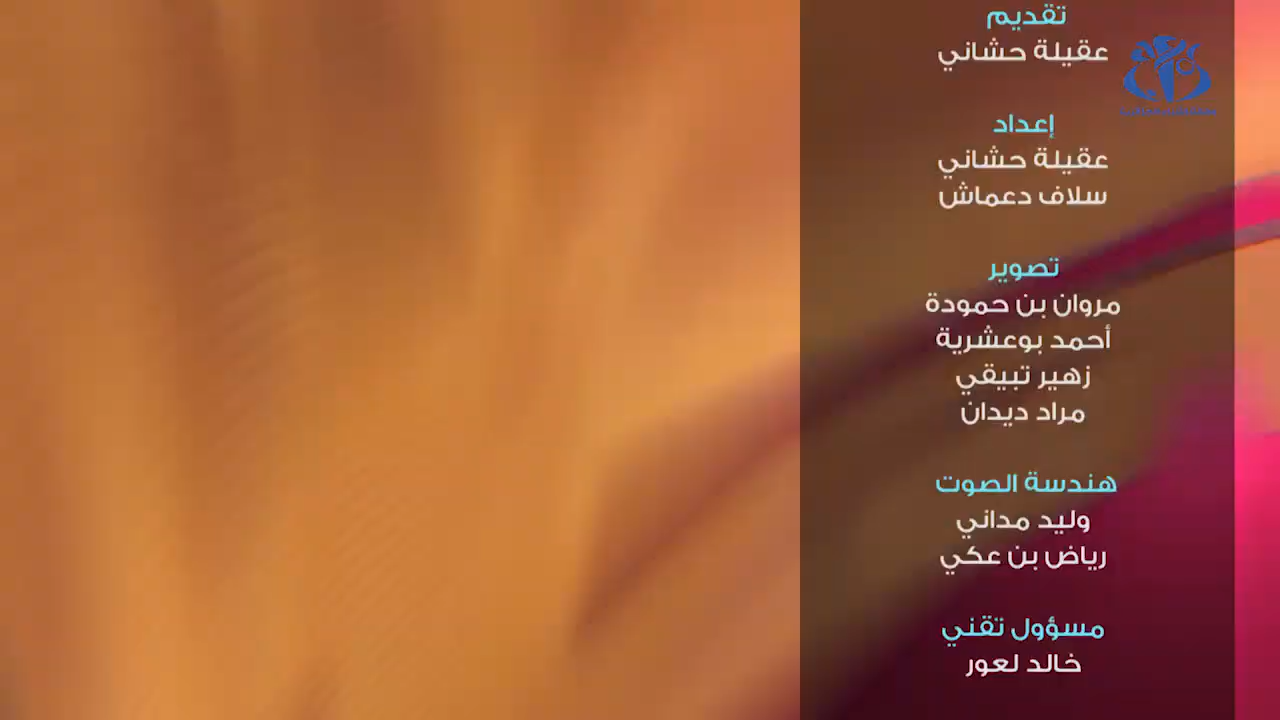 تقديم
عقيلة حشاني
إعداد
عقيلة حشاني
سلاف دعماش
تصوير
مروان بن حمودة
أحمد بوعشرية
زهير تبيقي
مراد ديدان
هندسة الصوت
وليد مداني
رياض بن عكي
مسؤول تقني
خالد لعور